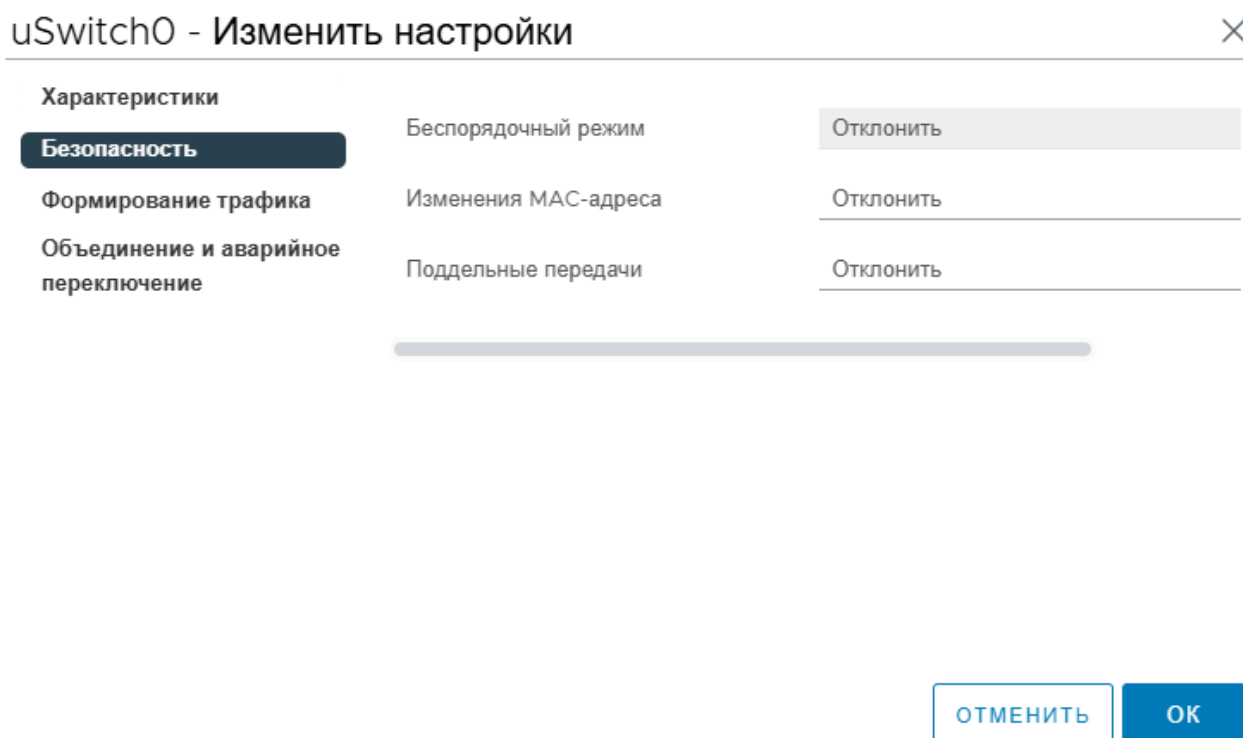 uSwitch0 - Изменить настройки
Характеристики
Безопасность
Формирование трафика
Объединение и аварийное
переключение
Беспорядочный режим
Отклонить
Изменения MAC-адреса
Отклонить
Поддельные передачи
Отклонить
ОТМЕНИТЬ
ОК